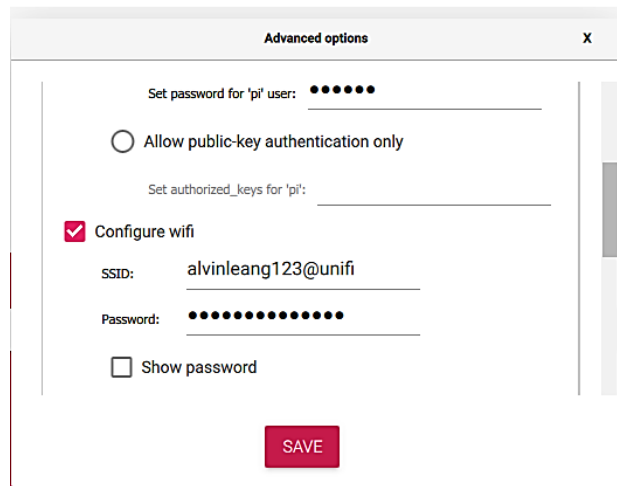 Advanced options X
Set password for 'pi' user: ●●●●●●
Allow public-key authentication only
Set authorized_keys for 'pi':
Configure wifi
SSID: alvinleang123@unifi
Password: ●●●●●●●●●●●●●●
Show password
SAVE